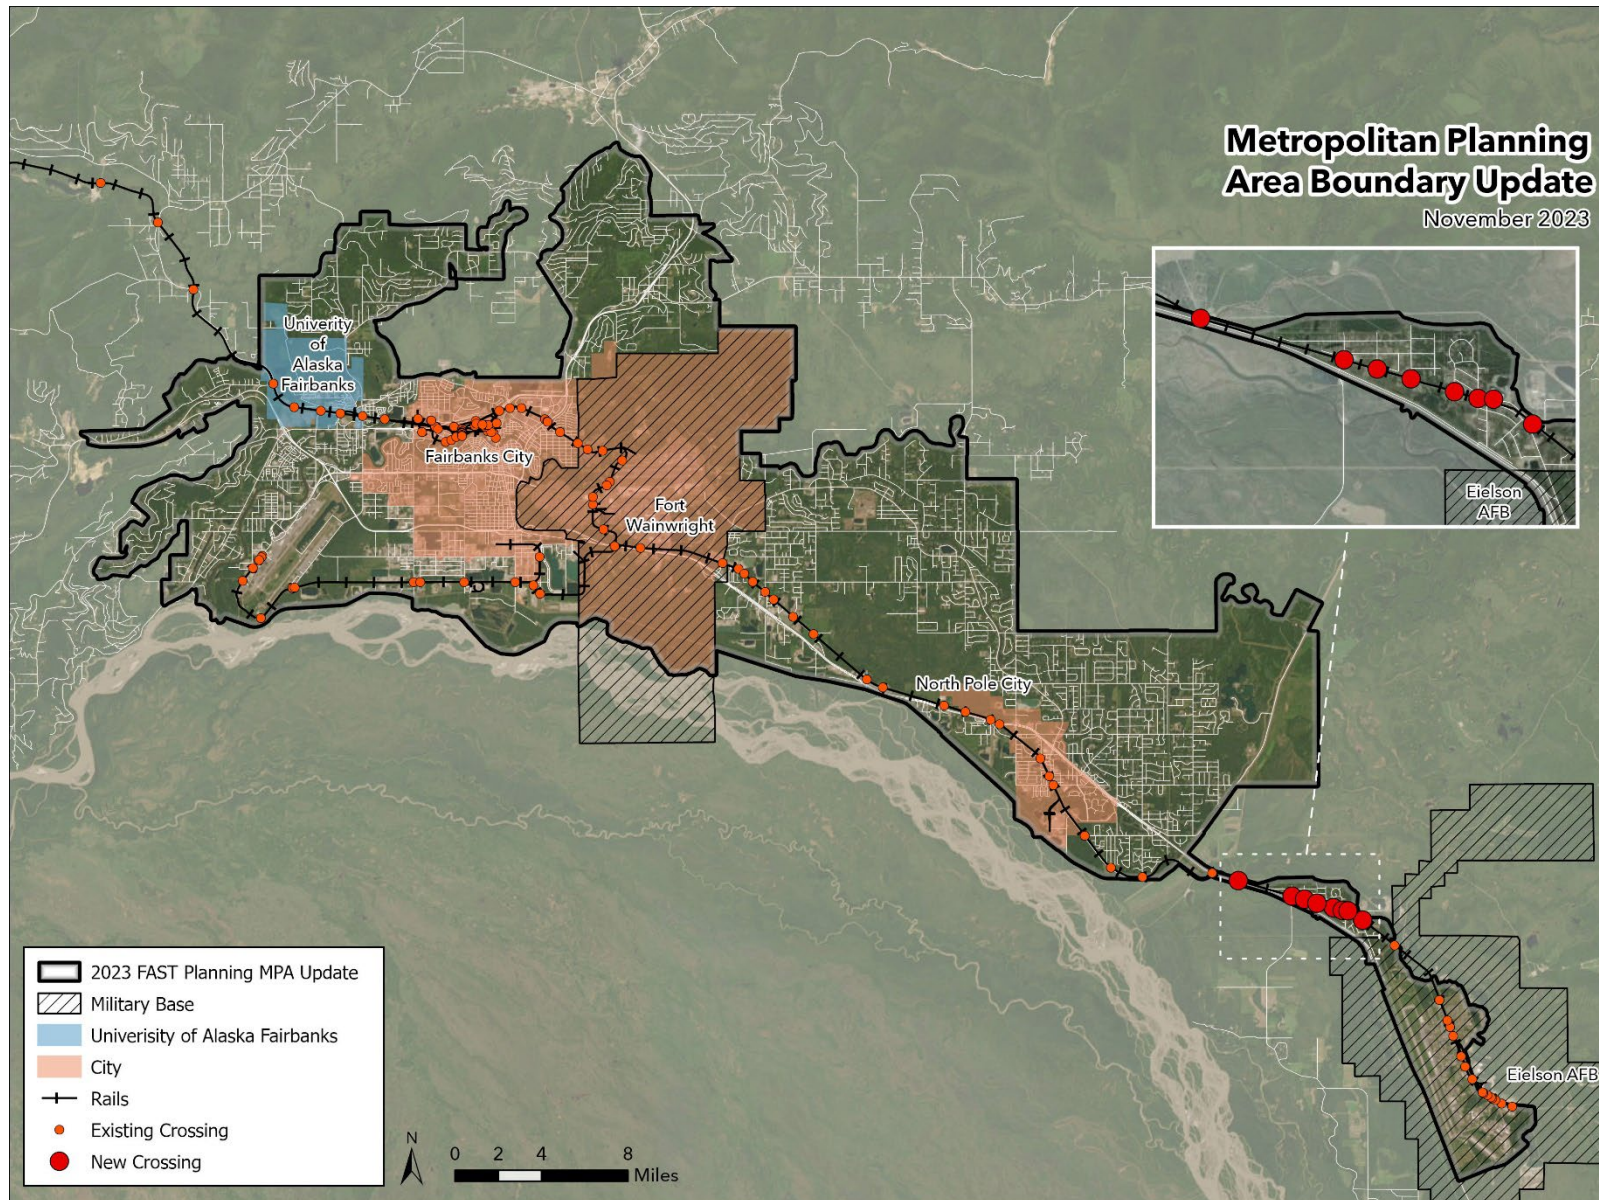 Metropolitan Planning
Area Boundary Update
November 2023
Univerity
of
Alaska
Fairbanks
Fairbanks City
Fort
Wainwright
North Pole City
Eielson
AFB
Eielson AFB
2023 FAST Planning MPA Update
Military Base
Univerisity of Alaska Fairbanks
City
Rails
Existing Crossing
New Crossing
N
0 2 4 8
Miles